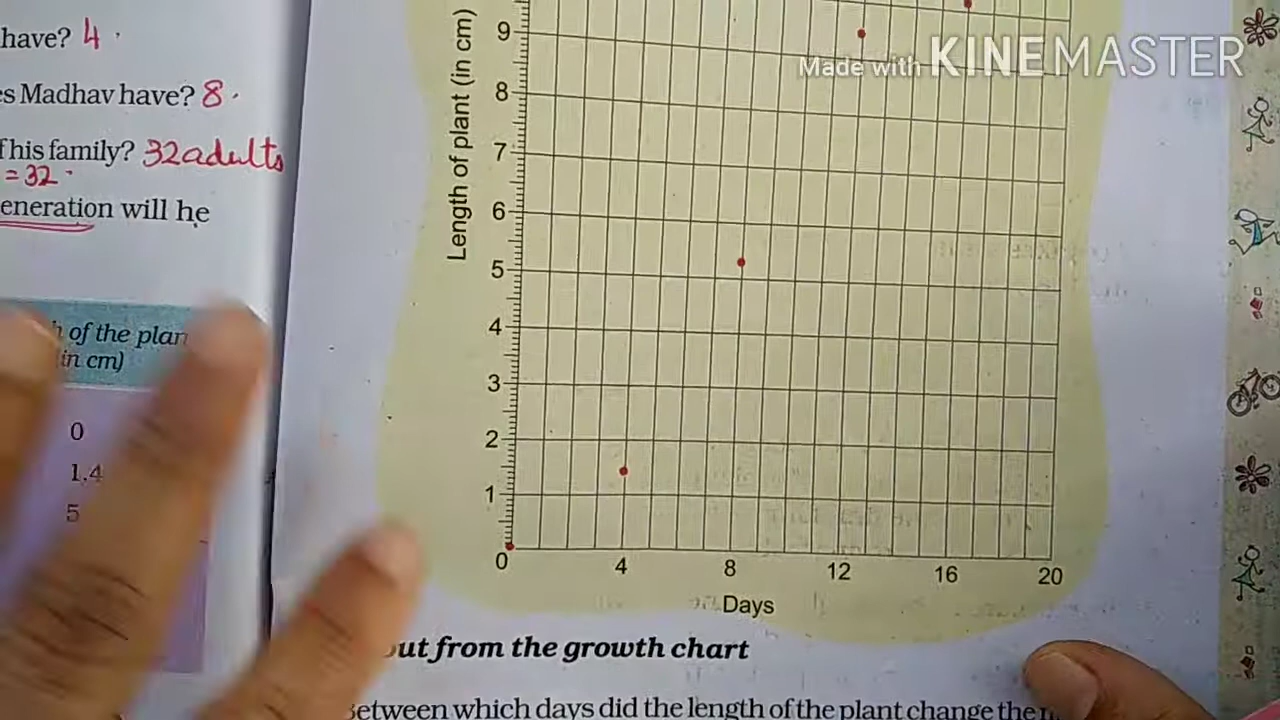 have? 4.
es Madhav have? 8.
his family? 32 adults
= 32.
eneration will he
of the plan
in cm)
0
1.4
5
Length of plant (in cm)
9
8
7
6
5
4
3
2
1
0 4 8 12 16 20
Days
Made with KINEMASTER
out from the growth chart
Between which days did the length of the plant change the